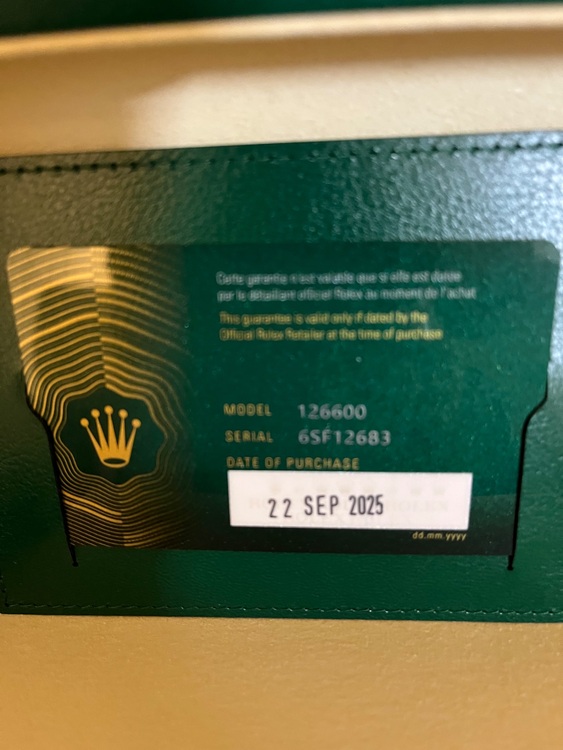 Cette garantie n'est valable que si elle est datée
par le détaillant officiel Rolex au moment de l'achat
This guarantee is valid only if dated by the
Official Rolex Retailer at the time of purchase
MODEL 126600
SERIAL 6SF12683
DATE OF PURCHASE
22 SEP 2025
dd.mm.yyyy